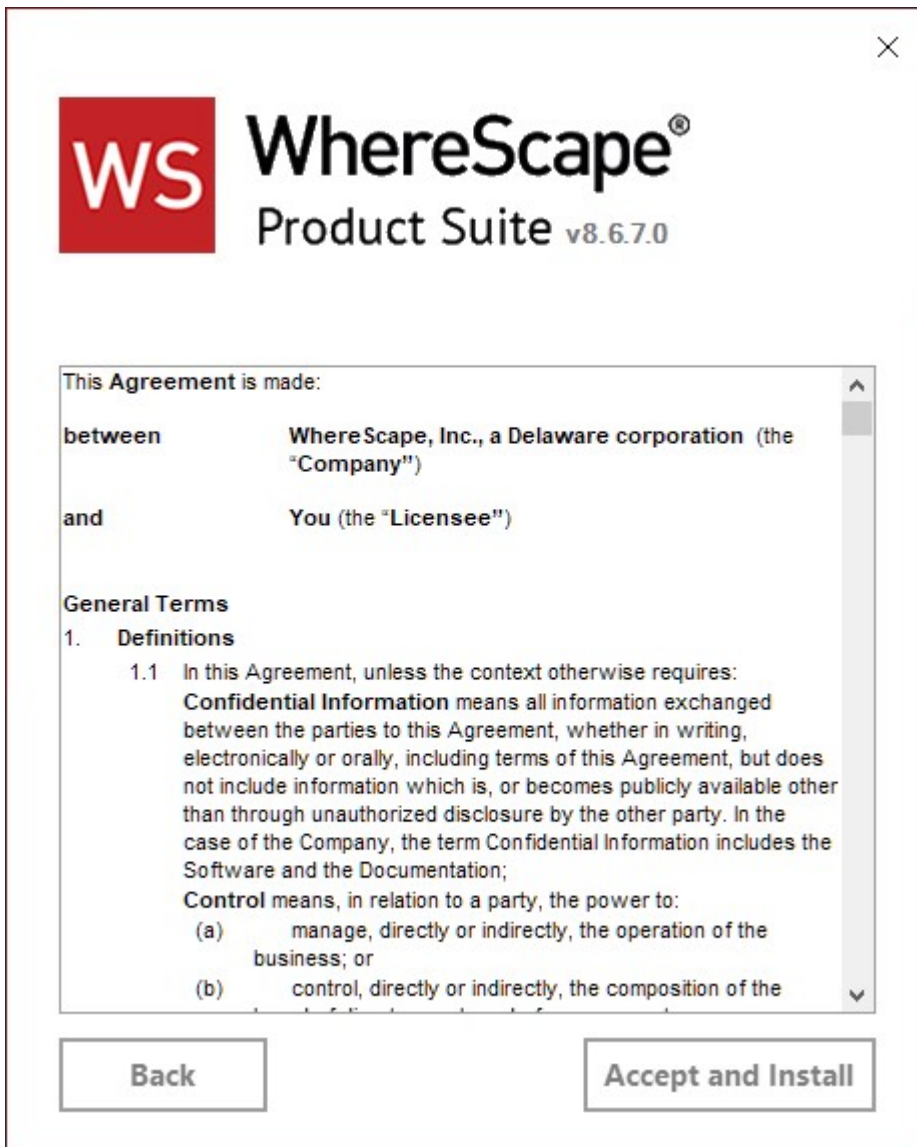 WS
WhereScape®
Product Suite v8.6.7.0
This Agreement is made:
between WhereScape, Inc., a Delaware corporation (the
“Company”)
and You (the “Licensee”)
General Terms
1. Definitions
1.1 In this Agreement, unless the context otherwise requires:
Confidential Information means all information exchanged
between the parties to this Agreement, whether in writing,
electronically or orally, including terms of this Agreement, but does
not include information which is, or becomes publicly available other
than through unauthorized disclosure by the other party. In the
case of the Company, the term Confidential Information includes the
Software and the Documentation;
Control means, in relation to a party, the power to:
(a) manage, directly or indirectly, the operation of the
business; or
(b) control, directly or indirectly, the composition of the
Back
Accept and Install